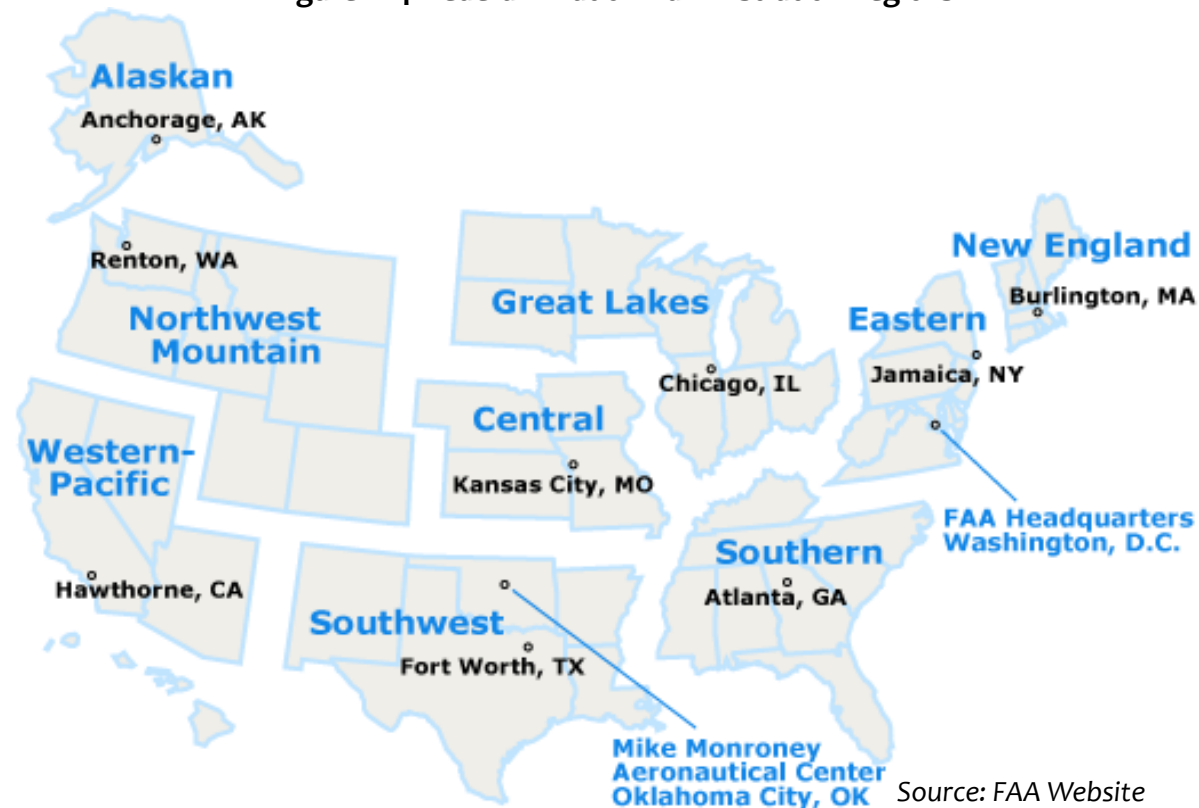 Alaskan
Anchorage, AK
Renton, WA
Northwest
Mountain
Great Lakes
Chicago, IL
New England
Burlington, MA
Eastern
Jamaica, NY
Western-
Pacific
Central
Kansas City, MO
FAA Headquarters
Washington, D.C.
Hawthorne, CA
Southwest
Fort Worth, TX
Southern
Atlanta, GA
Mike Monroney
Aeronautical Center
Oklahoma City, OK
Source: FAA Website